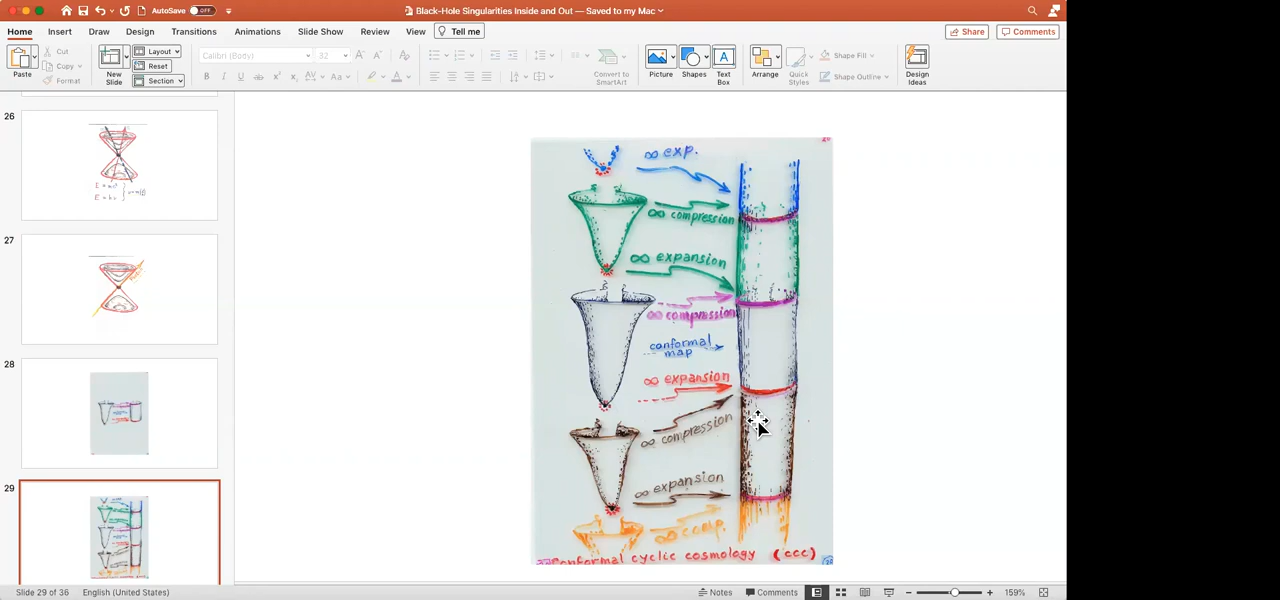 AutoSave OFF
Black-Hole Singularities Inside and Out — Saved to my Mac
Home Insert Draw Design Transitions Animations Slide Show Review View Tell me
Share Comments
Paste
Cut
Copy
Format
New Slide
Layout
Reset
Section
Calibri (Body) 32
Convert to SmartArt
Picture
Shapes
Text Box
Arrange
Quick Styles
Shape Fill
Shape Outline
Design Ideas
26
27
28
29
∞ exp.
∞ compression
∞ expansion
∞ compression
conformal map
∞ expansion
∞ compression
∞ expansion
∞ comp.
Conformal cyclic cosmology (CCC)
Slide 29 of 36 English (United States) Notes Comments 159%